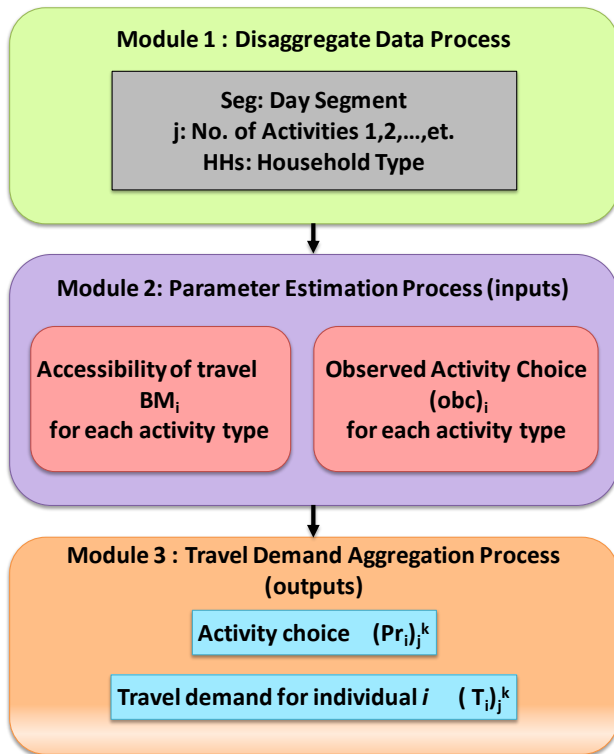 Module 1 : Disaggregate Data Process
Seg: Day Segment
j: No. of Activities 1,2,...,et.
HHs: Household Type
Module 2: Parameter Estimation Process (inputs)
Accessibility of travel
BMᵢ
for each activity type
Observed Activity Choice
(obc)ᵢ
for each activity type
Module 3 : Travel Demand Aggregation Process
(outputs)
Activity choice (Prᵢ)ⱼᵏ
Travel demand for individual i ( Tᵢ)ⱼᵏ